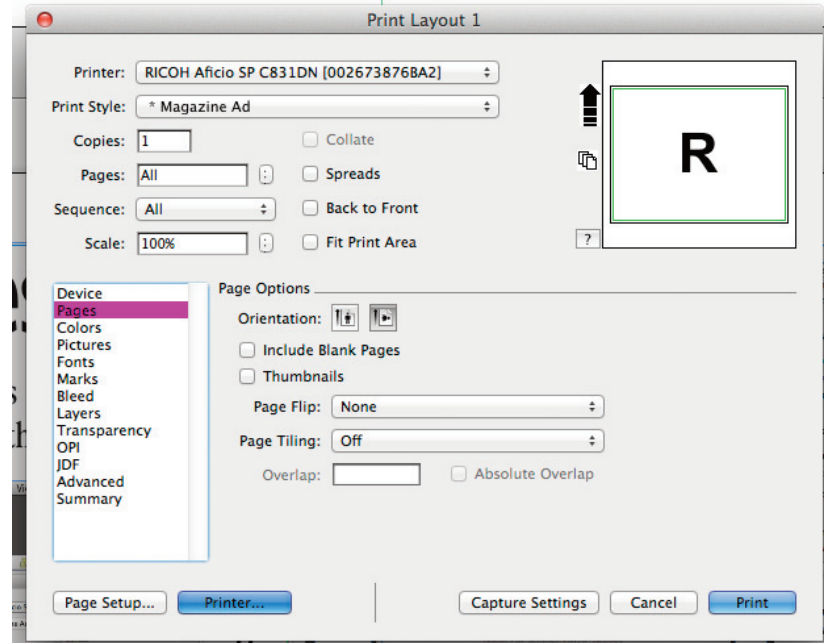 Print Layout 1
Printer: RICOH Aficio SP C831DN [002673876BA2]
Print Style: * Magazine Ad
Copies: 1 Collate
Pages: All Spreads
Sequence: All Back to Front
Scale: 100% Fit Print Area
R
?
Device
Pages
Colors
Pictures
Fonts
Marks
Bleed
Layers
Transparency
OPI
JDF
Advanced
Summary
Page Options
Orientation:
Include Blank Pages
Thumbnails
Page Flip: None
Page Tiling: Off
Overlap: Absolute Overlap
Page Setup... Printer... Capture Settings Cancel Print